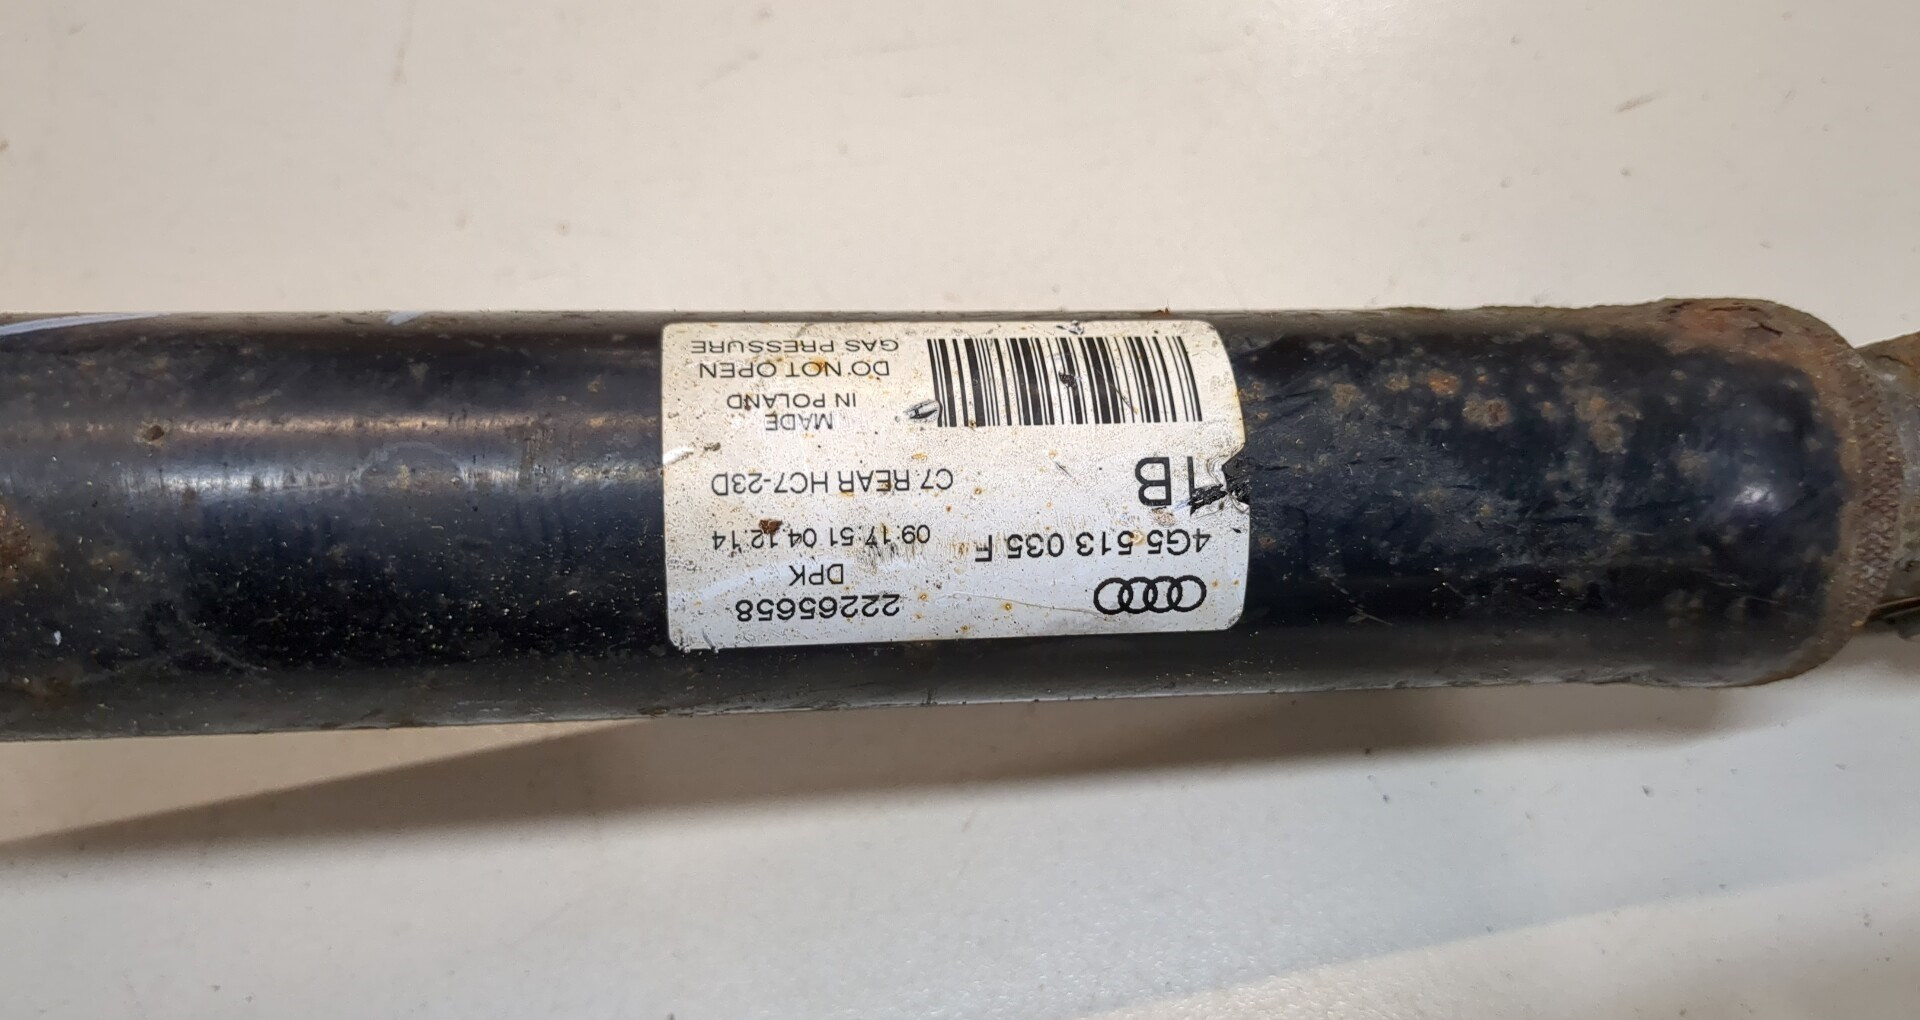 22265658
DPK
4G5 513 035 F
09:17:51 04.12.14
1B
C7 REAR HC7-23D
MADE
IN POLAND
DO NOT OPEN
GAS PRESSURE